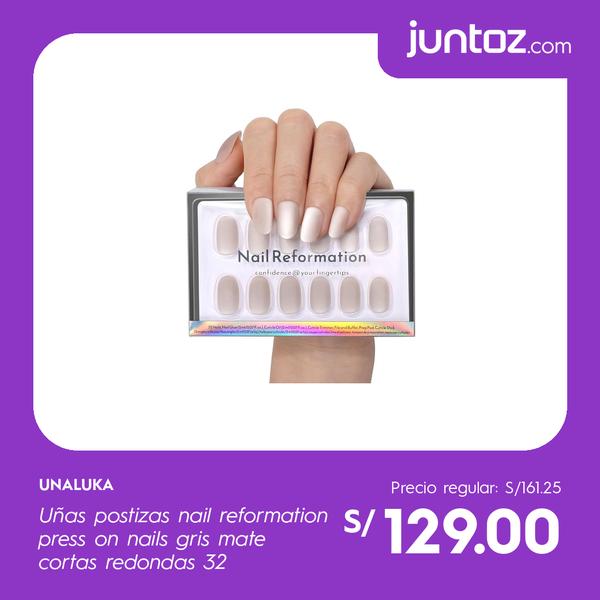 juntoz.com
Nail Reformation
confidence @ your fingertips
UNALUKA
Uñas postizas nail reformation
press on nails gris mate
cortas redondas 32
Precio regular: S/161.25
S/129.00